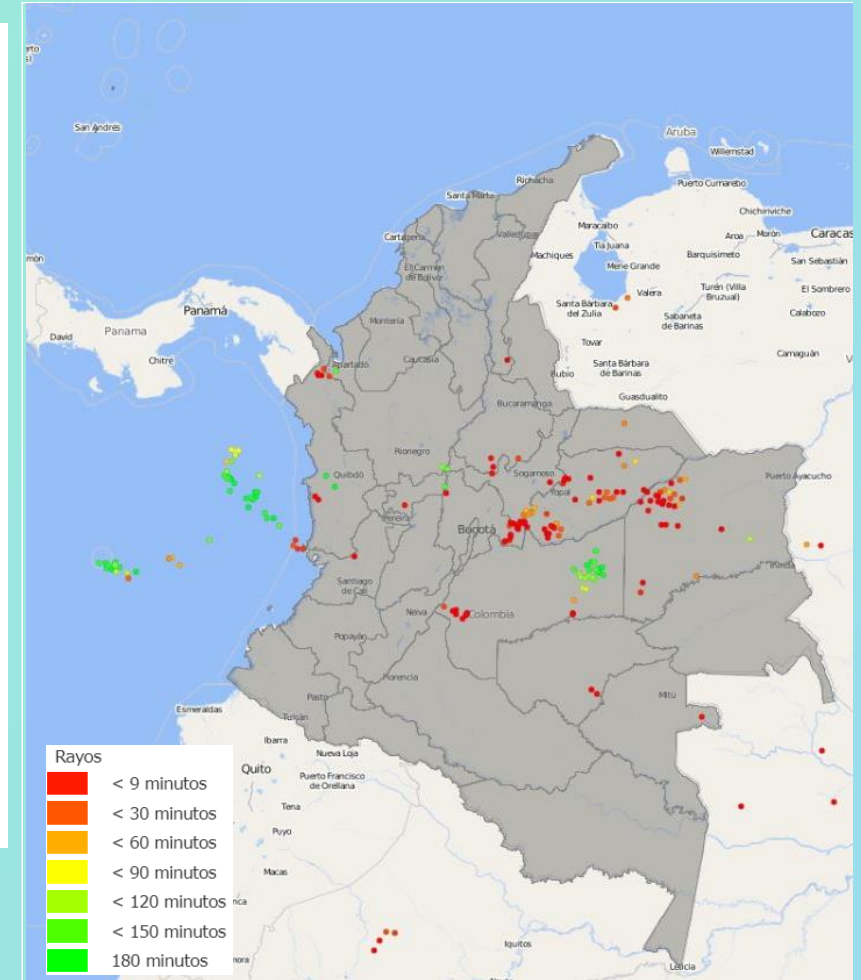 San Andrés
Aruba
Willemstad
Riohacha
Puerto Cumarebo
Santa Marta
Chichiriviche
Cartagena
Valledupar
Maracaibo
Aroa
Morón
Caracas
Tia Juana
Machiques
Barquisimeto
San Sebastián
El Carmen
de Bolívar
Mene Grande
Valera
Turén (Villa
Bruzual)
El Sombrero
Santa Bárbara
del Zulia
Panamá
Sabaneta
de Barinas
Calabozo
Montería
David
Panama
Tovar
Chitré
Apartadó
Caucasia
Camaguán
Santa Bárbara
de Barinas
Rubio
Guasdualito
Bucaramanga
Rionegro
Quibdó
Sogamoso
Puerto Ayacucho
Yopal
Pereira
Bogotá
Inírida
Santiago
de Cali
Neiva
Colombia
Popayán
Florencia
Mitú
Pasto
Esmeraldas
Tulcán
Ibarra
Nueva Loja
Quito
Puerto Francisco
de Orellana
Tena
Puyo
Macas
Iquitos
Leticia
Rayos
< 9 minutos
< 30 minutos
< 60 minutos
< 90 minutos
< 120 minutos
< 150 minutos
180 minutos